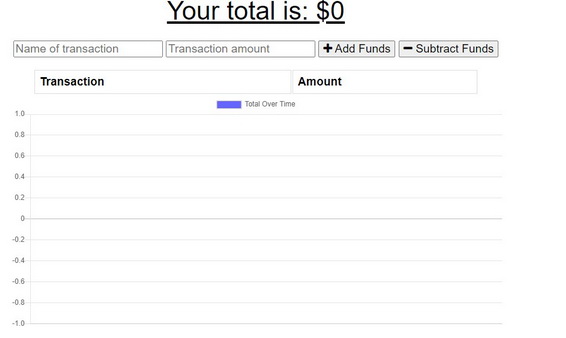 Your total is: $0
Name of transaction Transaction amount + Add Funds − Subtract Funds
Transaction Amount
Total Over Time
1.0
0.8
0.6
0.4
0.2
0
-0.2
-0.4
-0.6
-0.8
-1.0